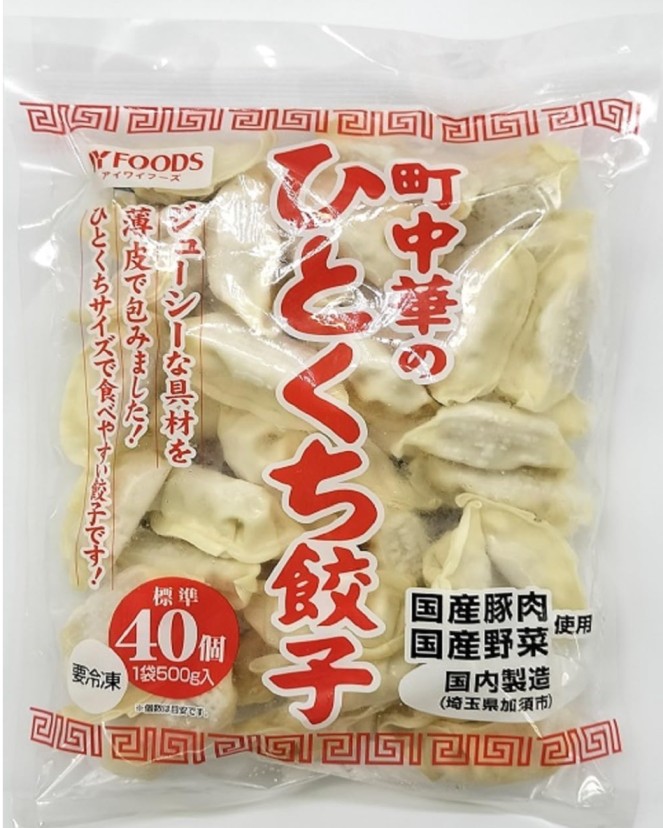 YFOODS
アイワイフーズ
町中華の
ひとくち餃子
ジューシーな具材を
薄皮で包みました!
ひとくちサイズで食べやすい餃子です!
標準
40個
1袋500g入
※個数は目安です。
要冷凍
国産豚肉
国産野菜
使用
国内製造
(埼玉県加須市)